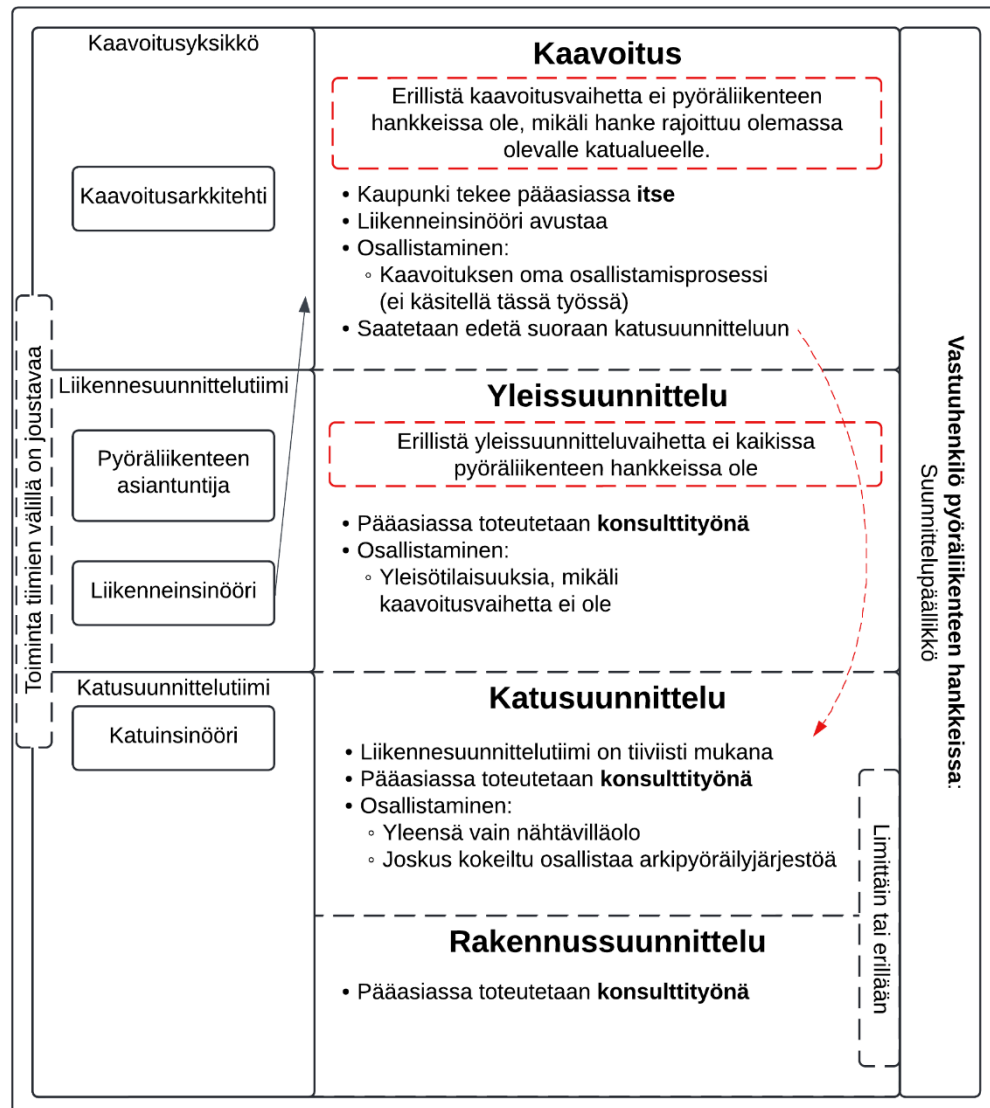 Kaavoitusyksikkö
Kaavoitusarkkitehti
Kaavoitus
Erillistä kaavoitusvaihetta ei pyöräliikenteen
hankkeissa ole, mikäli hanke rajoittuu olemassa
olevalle katualueelle.
• Kaupunki tekee pääasiassa itse
• Liikenneinsinööri avustaa
• Osallistaminen:
◦ Kaavoituksen oma osallistamisprosessi
(ei käsitellä tässä työssä)
• Saatetaan edetä suoraan katusuunnitteluun
Toiminta tiimien välillä on joustavaa
Liikennesuunnittelutiimi
Pyöräliikenteen
asiantuntija
Liikenneinsinööri
Yleissuunnittelu
Erillistä yleissuunnitteluvaihetta ei kaikissa
pyöräliikenteen hankkeissa ole
• Pääasiassa toteutetaan konsulttityönä
• Osallistaminen:
◦ Yleisötilaisuuksia, mikäli
kaavoitusvaihetta ei ole
Katusuunnittelutiimi
Katuinsinööri
Katusuunnittelu
• Liikennesuunnittelutiimi on tiiviisti mukana
• Pääasiassa toteutetaan konsulttityönä
• Osallistaminen:
◦ Yleensä vain nähtävilläolo
◦ Joskus kokeiltu osallistaa arkipyöräilyjärjestöä
Rakennussuunnittelu
• Pääasiassa toteutetaan konsulttityönä
Limittäin tai erillään
Vastuuhenkilö pyöräliikenteen hankkeissa:
Suunnittelupäällikkö